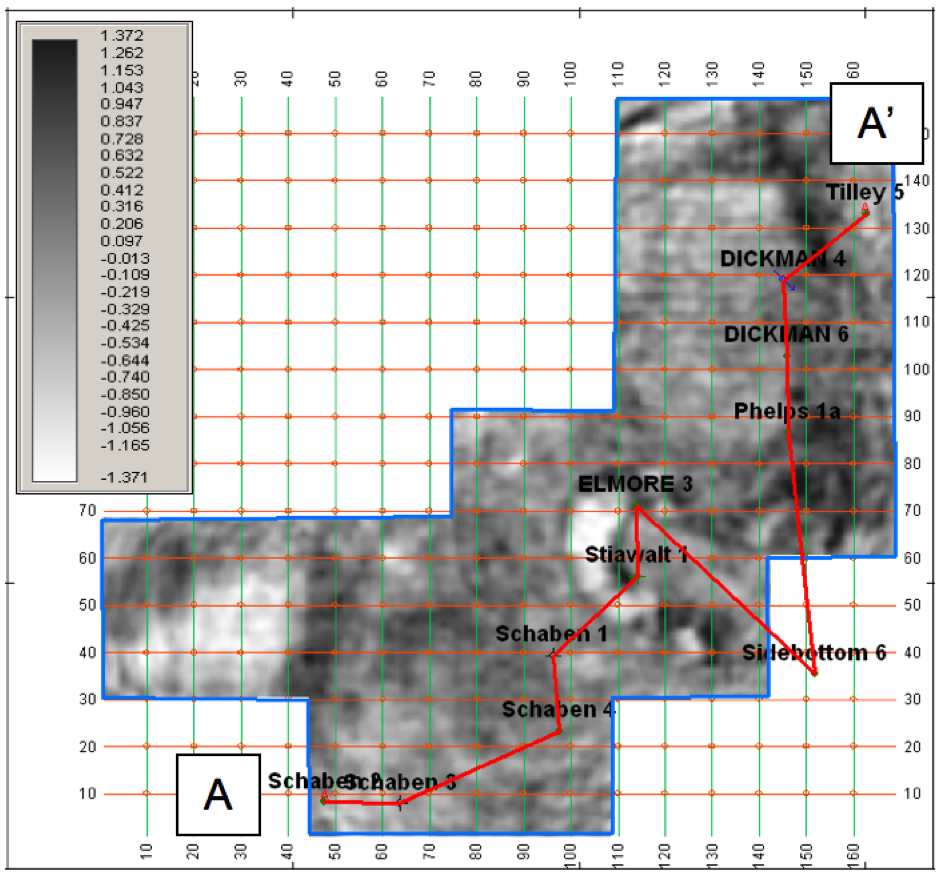 1.372
1.262
1.153
1.043
0.947
0.837
0.728
0.632
0.522
0.412
0.316
0.206
0.097
-0.013
-0.109
-0.219
-0.329
-0.425
-0.534
-0.644
-0.740
-0.850
-0.960
-1.056
-1.165
-1.371
20 30 40 50 60 70 80 90 100 110 120 130 140 150 160
A'
Tilley 5
140
130
DICKMAN 4
120
110
DICKMAN 6
100
Phelps 1a
90
80
ELMORE 3
70 70
Stiawalt 1
60 60
50 50
Schaben 1
40 Sidebottom 6 40
30 30
Schaben 4
20 20
Schaben 2 Schaben 3
A
10 10
10 20 30 40 50 60 70 80 90 100 110 120 130 140 150 160